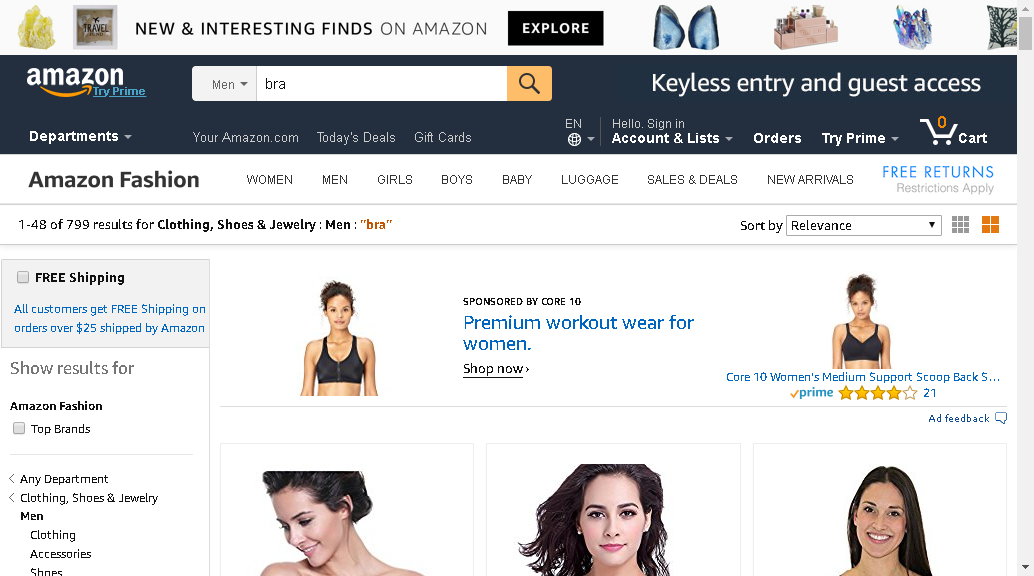 TRAVEL
NEW & INTERESTING FINDS ON AMAZON
EXPLORE
amazon
Try Prime
Men
bra
Keyless entry and guest access
Departments
Your Amazon.com
Today's Deals
Gift Cards
EN
Hello. Sign in
Account & Lists
Orders
Try Prime
0
Cart
Amazon Fashion
WOMEN
MEN
GIRLS
BOYS
BABY
LUGGAGE
SALES & DEALS
NEW ARRIVALS
FREE RETURNS
Restrictions Apply
1-48 of 799 results for Clothing, Shoes & Jewelry : Men : "bra"
Sort by Relevance
FREE Shipping
All customers get FREE Shipping on
orders over $25 shipped by Amazon
Show results for
Amazon Fashion
Top Brands
Any Department
Clothing, Shoes & Jewelry
Men
Clothing
Accessories
Shoes
SPONSORED BY CORE 10
Premium workout wear for
women.
Shop now ›
Core 10 Women's Medium Support Scoop Back S...
prime
21
Ad feedback